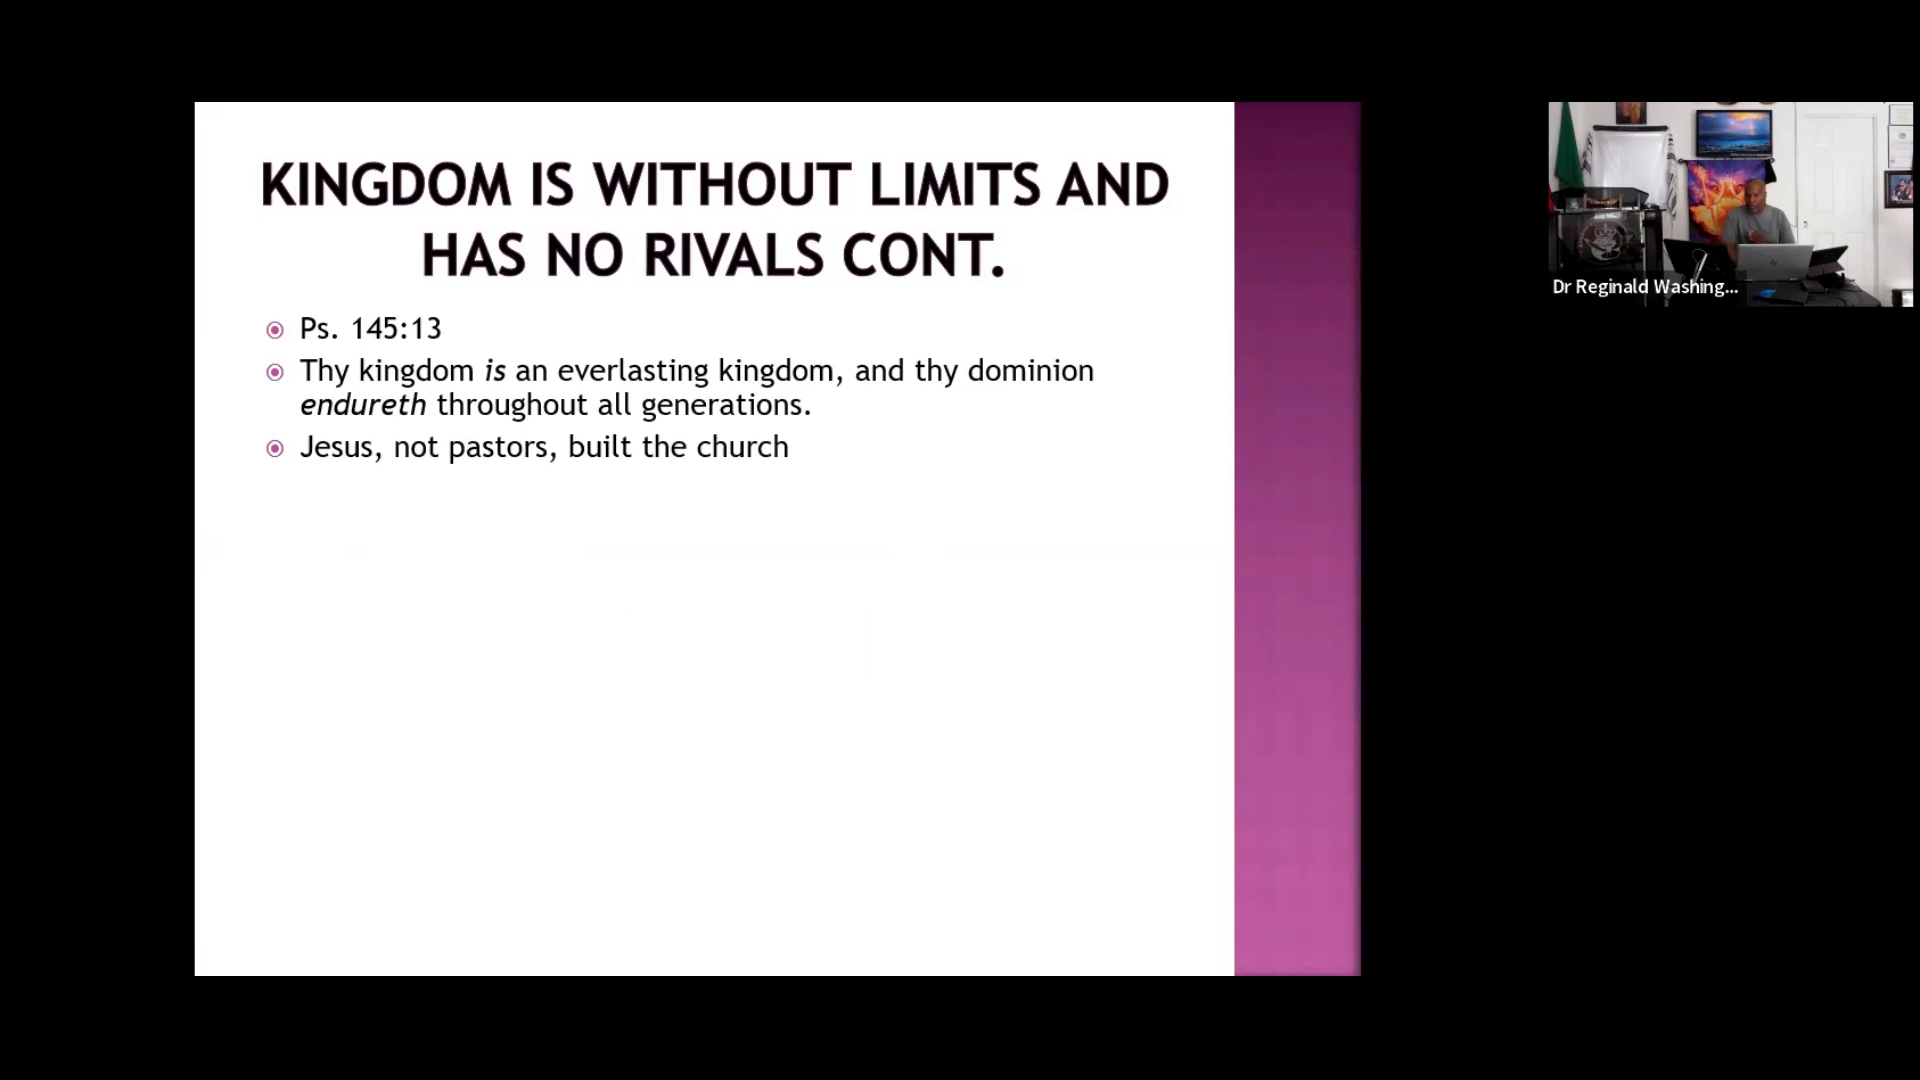 KINGDOM IS WITHOUT LIMITS AND
HAS NO RIVALS CONT.
Ps. 145:13
Thy kingdom is an everlasting kingdom, and thy dominion
endureth throughout all generations.
Jesus, not pastors, built the church
Dr Reginald Washing...